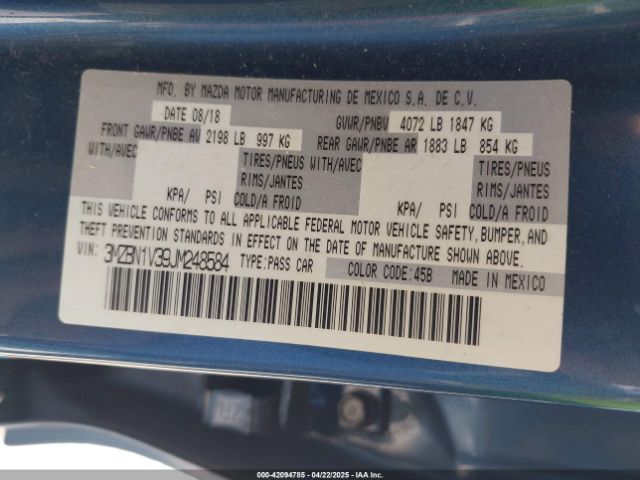 MFD. BY MAZDA MOTOR MANUFACTURING DE MEXICO S.A. DE C.V.
DATE 08/18 GVWR/PNBV 4072 LB 1847 KG
FRONT GAWR/PNBE AV 2198 LB 997 KG REAR GAWR/PNBE AR 1883 LB 854 KG
WITH/AVEC TIRES/PNEUS WITH/AVEC TIRES/PNEUS
RIMS/JANTES RIMS/JANTES
KPA/ PSI COLD/A FROID KPA/ PSI COLD/A FROID
THIS VEHICLE CONFORMS TO ALL APPLICABLE FEDERAL MOTOR VEHICLE SAFETY, BUMPER, AND
THEFT PREVENTION STANDARDS IN EFFECT ON THE DATE OF MANUFACTURE SHOWN ABOVE.
VIN: 3MZBN1V39JM248584 TYPE:PASS CAR COLOR CODE:45B MADE IN MEXICO
000-42094785 - 04/22/2025 - IAA Inc.